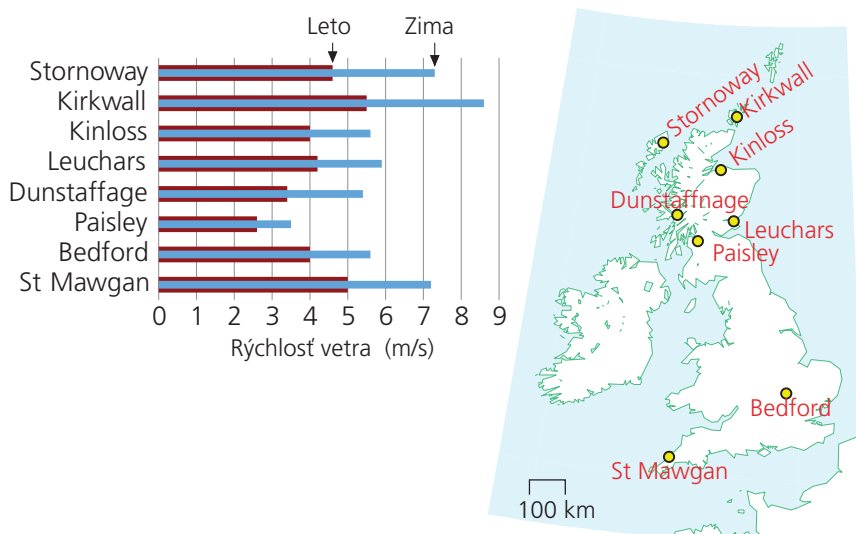 Leto Zima
Stornoway
Kirkwall
Kinloss
Leuchars
Dunstaffage
Paisley
Bedford
St Mawgan
0 1 2 3 4 5 6 7 8 9
Rýchlosť vetra (m/s)
Stornoway
Kirkwall
Kinloss
Dunstaffnage
Leuchars
Paisley
Bedford
St Mawgan
100 km